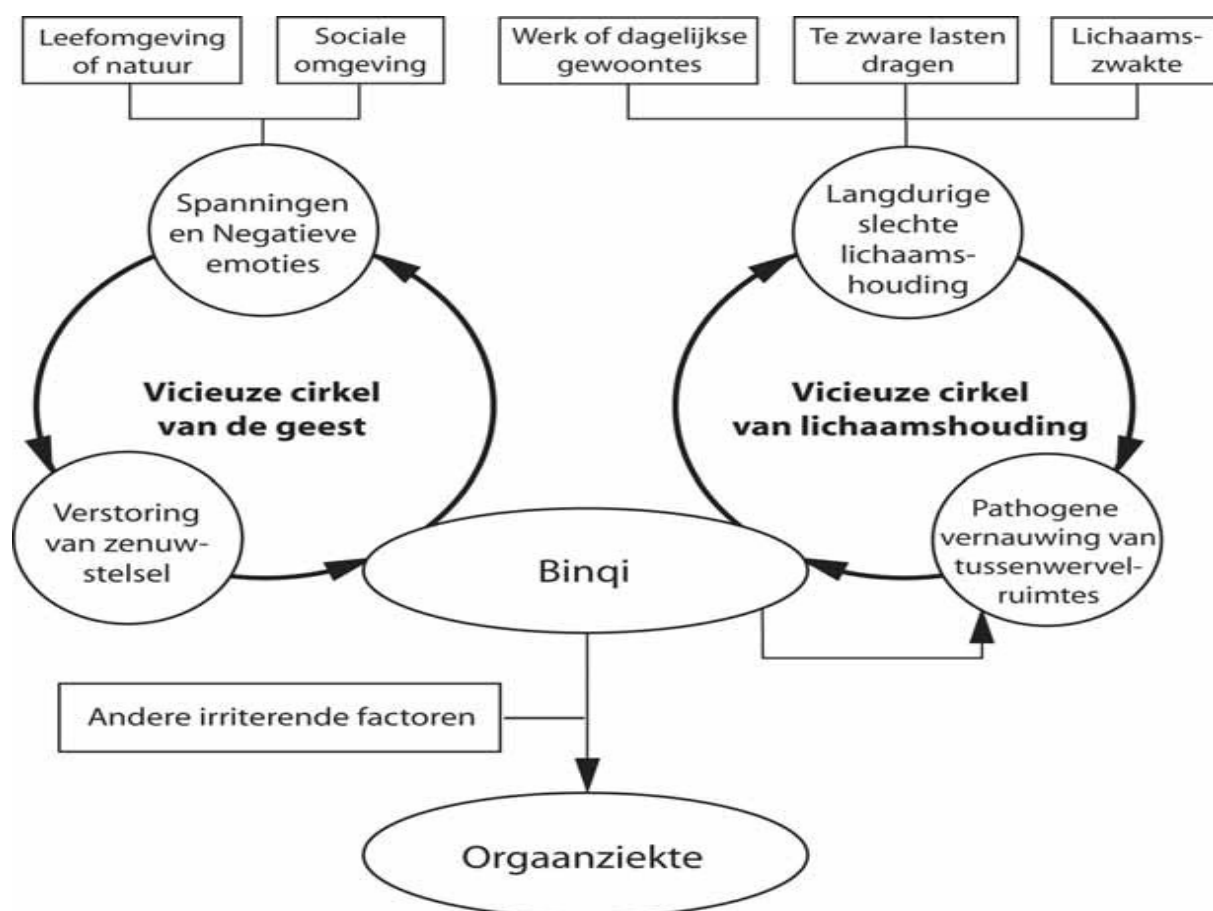 Leefomgeving
of natuur
Sociale
omgeving
Werk of dagelijkse
gewoontes
Te zware lasten
dragen
Lichaams-
zwakte
Spanningen
en Negatieve
emoties
Langdurige
slechte
lichaams-
houding
Vicieuze cirkel
van de geest
Vicieuze cirkel
van lichaamshouding
Verstoring
van zenuw-
stelsel
Binqi
Pathogene
vernauwing van
tussenwervel-
ruimtes
Andere irriterende factoren
Orgaanziekte